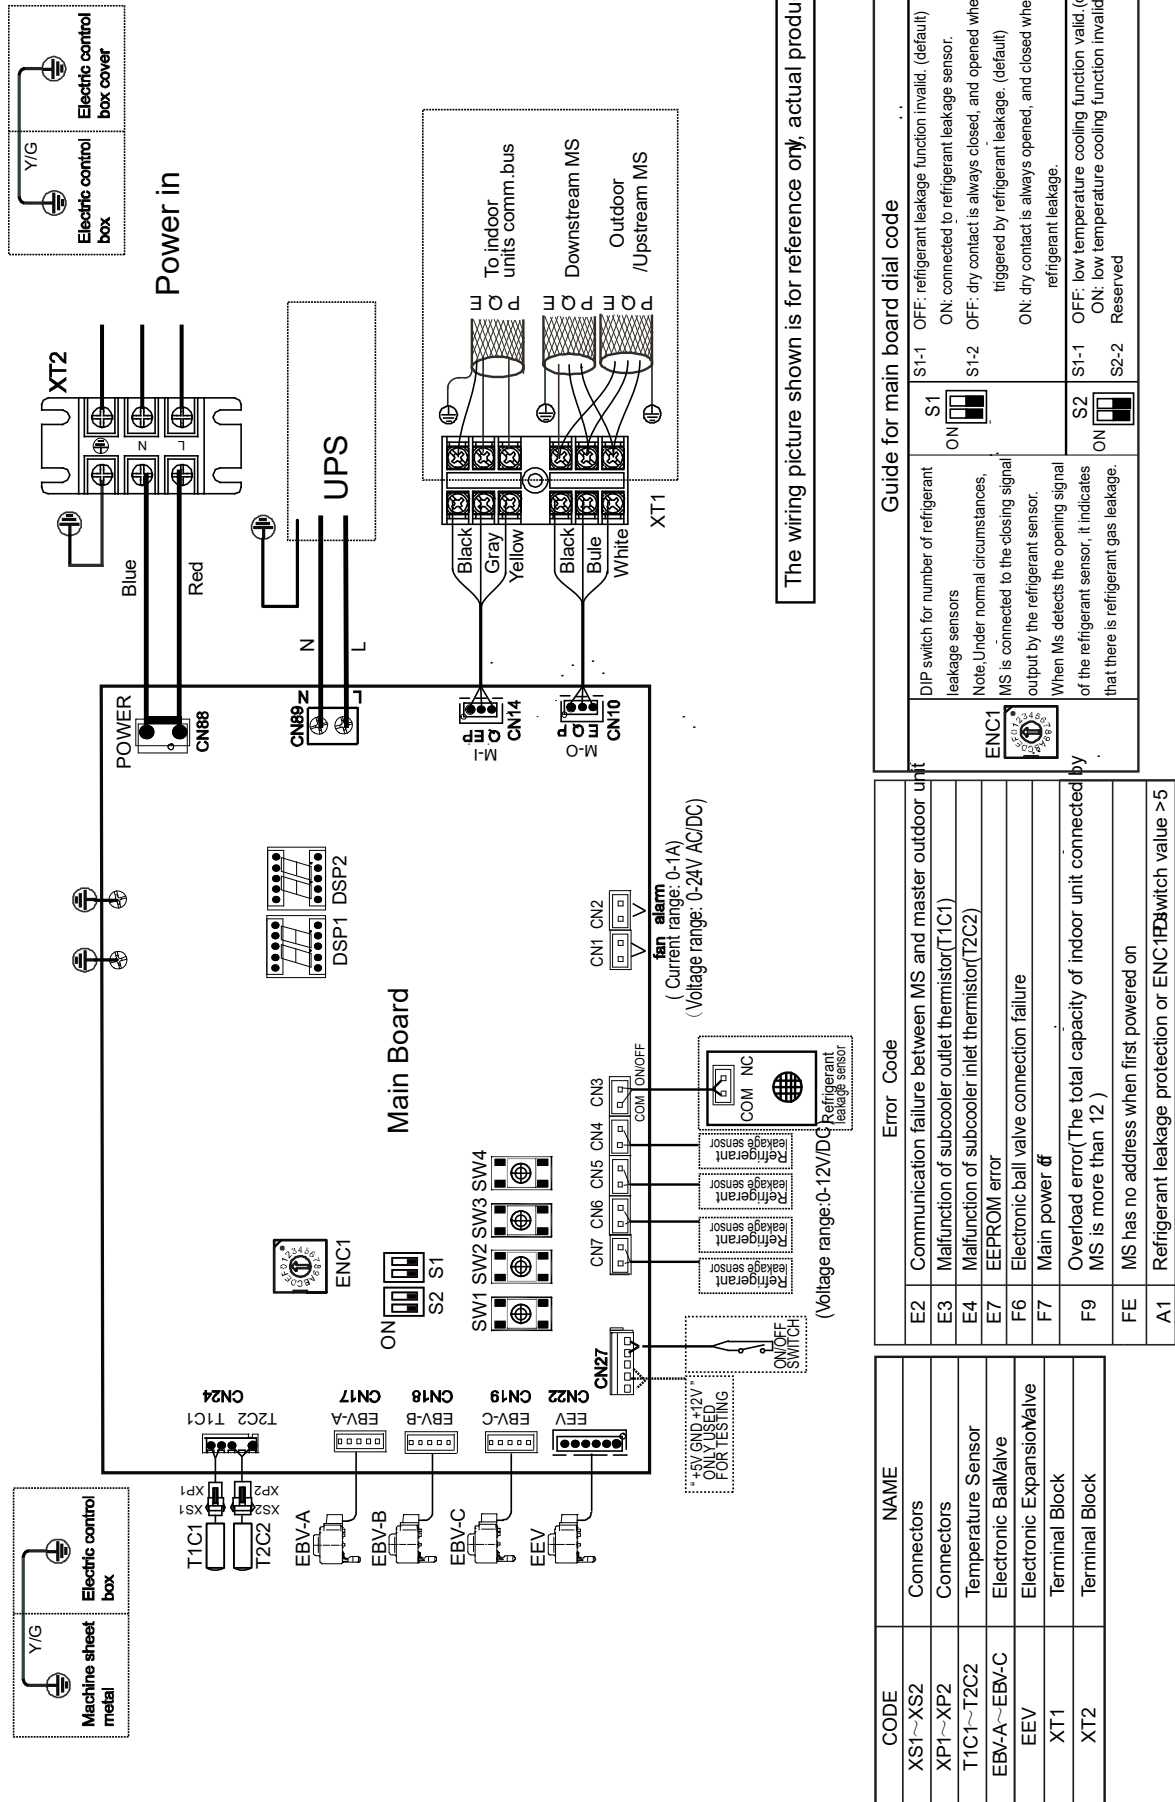 Machine sheet
metal
Y/G
Electric control
box
Electric control
box
Y/G
Electric control
box cover
T1C1
T2C2
XS1
XP1
XS2
XP2
T1C1 T2C2
CN24
EBV-A
EBV-A
CN17
EBV-B
EBV-B
CN18
EBV-C
EBV-C
CN19
EEV
EEV
CN22
ON
S2 S1
ENC1
SW1 SW2 SW3 SW4
Main Board
DSP1 DSP2
POWER
CN88
Blue
Red
XT2
N
L
Power in
CN89
N
L
N
L
UPS
M-I
Q E P
CN14
M-O
E Q P
CN10
Black
Gray
Yellow
Black
Bule
White
XT1
P Q E
To indoor
units comm.bus
P Q E
Downstream MS
P Q E
Outdoor
/Upstream MS
CN27
" +5V GND +12V "
ONLY USED
FOR TESTING
ON/OFF
SWITCH
CN7 CN6 CN5 CN4 CN3
Refrigerant
leakage sensor
Refrigerant
leakage sensor
Refrigerant
leakage sensor
Refrigerant
leakage sensor
COM ON/OFF
COM NC
Refrigerant
leakage sensor
(Voltage range:0-12V/DC)
CN1 CN2
fan alarm
( Current range: 0-1A)
(Voltage range: 0-24V AC/DC)
The wiring picture shown is for reference only, actual produ
CODE NAME
XS1~XS2 Connectors
XP1~XP2 Connectors
T1C1~T2C2 Temperature Sensor
EBV-A~EBV-C Electronic Ball Valve
EEV Electronic Expansion Valve
XT1 Terminal Block
XT2 Terminal Block
Error Code
E2 Communication failure between MS and master outdoor unit
E3 Malfunction of subcooler outlet thermistor(T1C1)
E4 Malfunction of subcooler inlet thermistor(T2C2)
E7 EEPROM error
F6 Electronic ball valve connection failure
F7 Main power off
F9 Overload error(The total capacity of indoor unit connected by
MS is more than 12 )
FE MS has no address when first powered on
A1 Refrigerant leakage protection or ENC1 switch value >5
Guide for main board dial code
ENC1
DIP switch for number of refrigerant
leakage sensors
Note,Under normal circumstances,
MS is connected to the closing signal
output by the refrigerant sensor.
When Ms detects the opening signal
of the refrigerant sensor, it indicates
that there is refrigerant gas leakage.
S1
ON
S1-1 OFF: refrigerant leakage function invalid. (default)
ON: connected to refrigerant leakage sensor.
S1-2 OFF: dry contact is always closed, and opened whe
triggered by refrigerant leakage. (default)
ON: dry contact is always opened, and closed whe
refrigerant leakage.
S2
ON
S1-1 OFF: low temperature cooling function valid.(
ON: low temperature cooling function invalid
S2-2 Reserved